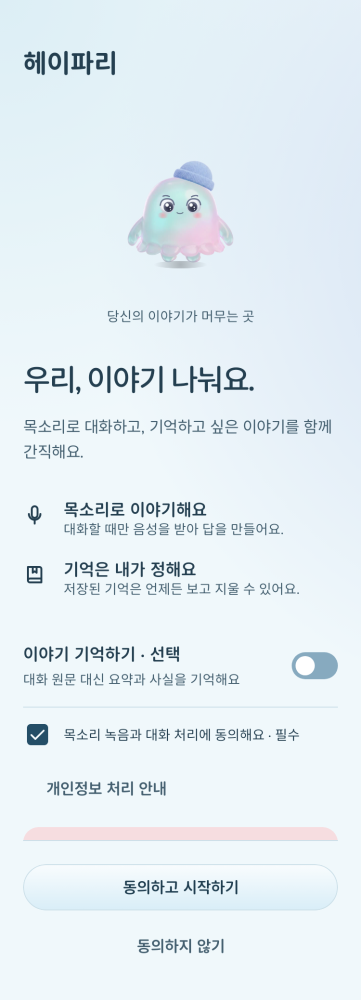 헤이파리
당신의 이야기가 머무는 곳
우리, 이야기 나눠요.
목소리로 대화하고, 기억하고 싶은 이야기를 함께
간직해요.
목소리로 이야기해요
대화할 때만 음성을 받아 답을 만들어요.
기억은 내가 정해요
저장된 기억은 언제든 보고 지울 수 있어요.
이야기 기억하기 · 선택
대화 원문 대신 요약과 사실을 기억해요
목소리 녹음과 대화 처리에 동의해요 · 필수
개인정보 처리 안내
동의하고 시작하기
동의하지 않기